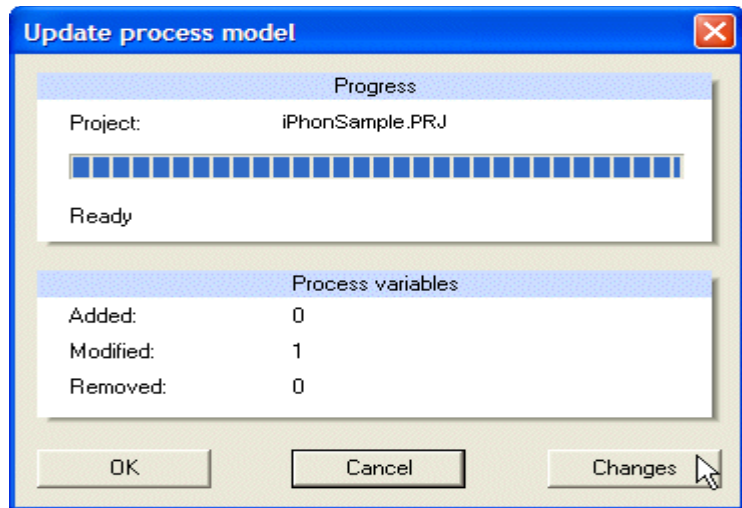 Update process model
Progress
Project: iPhonSample.PRJ
Ready
Process variables
Added: 0
Modified: 1
Removed: 0
OK Cancel Changes